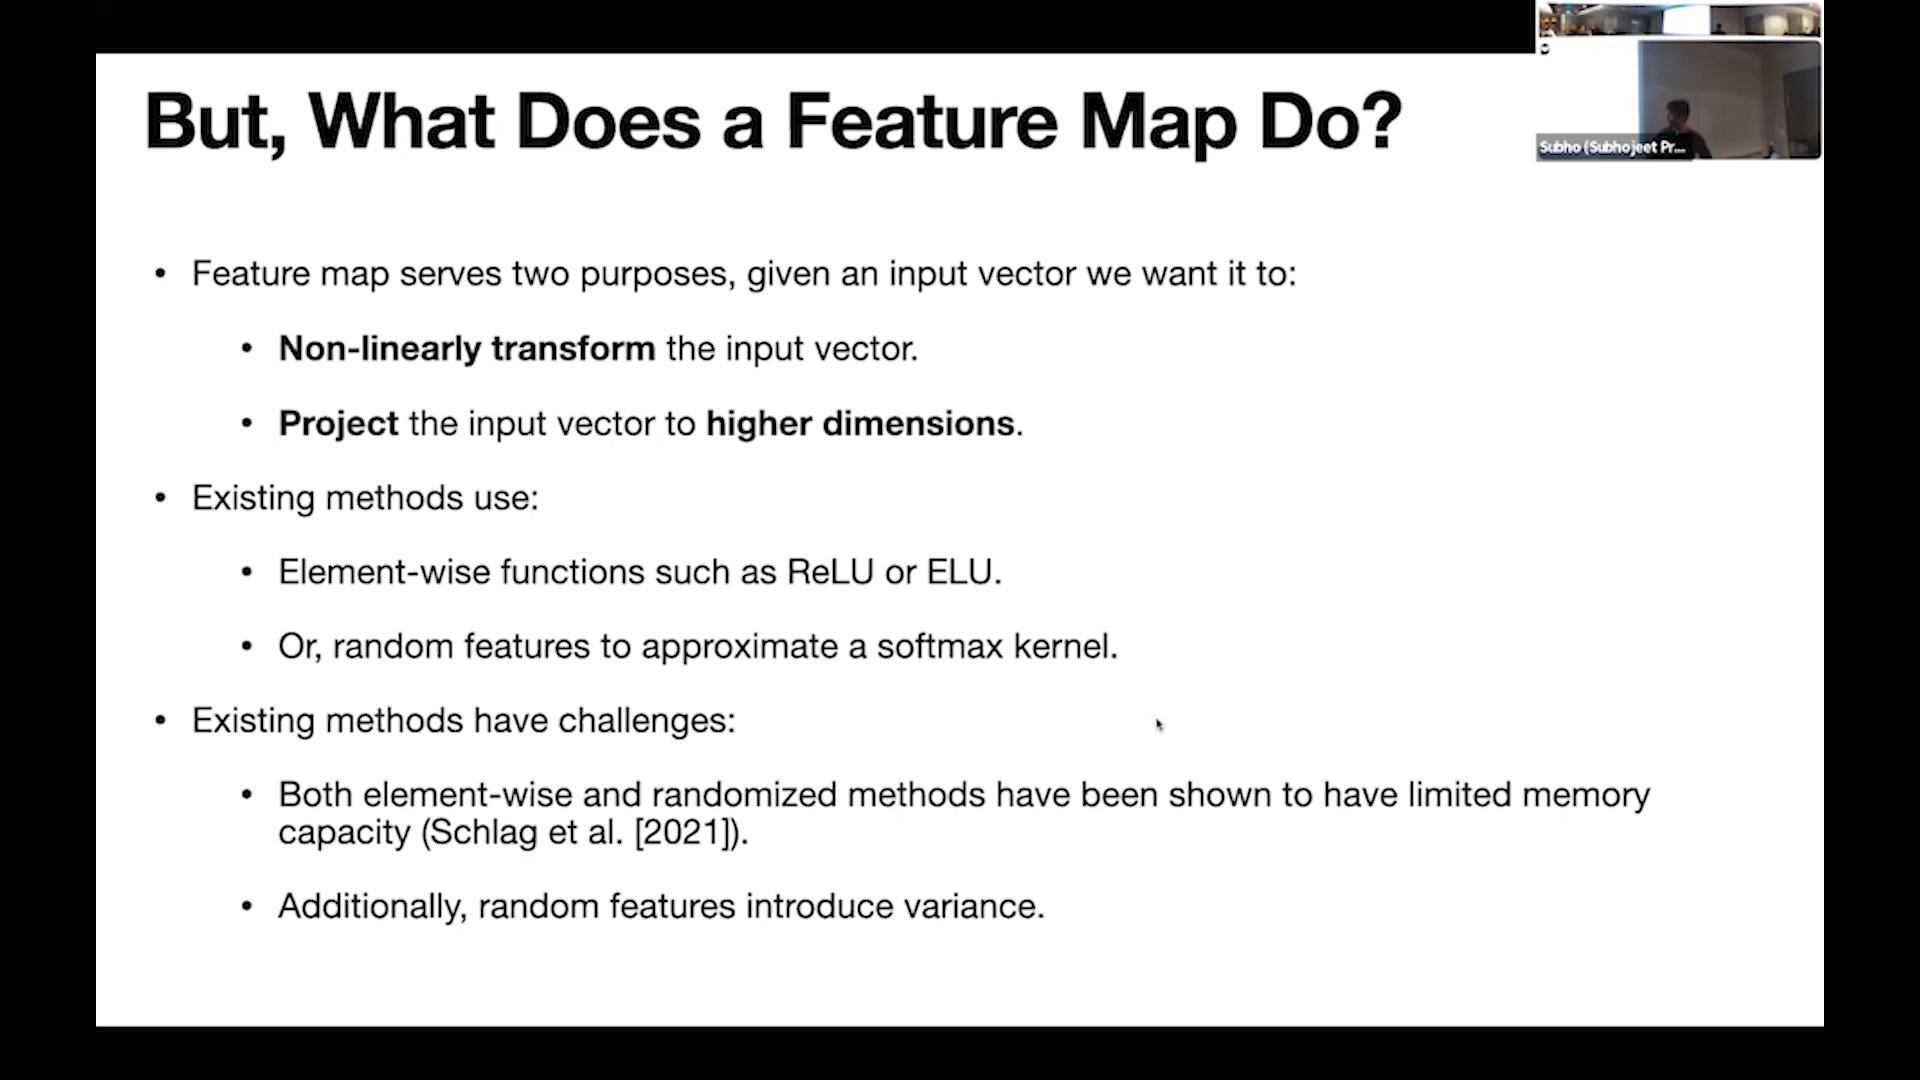 But, What Does a Feature Map Do?
Subho (Subhojeet Pr...
• Feature map serves two purposes, given an input vector we want it to:
• Non-linearly transform the input vector.
• Project the input vector to higher dimensions.
• Existing methods use:
• Element-wise functions such as ReLU or ELU.
• Or, random features to approximate a softmax kernel.
• Existing methods have challenges:
• Both element-wise and randomized methods have been shown to have limited memory
capacity (Schlag et al. [2021]).
• Additionally, random features introduce variance.